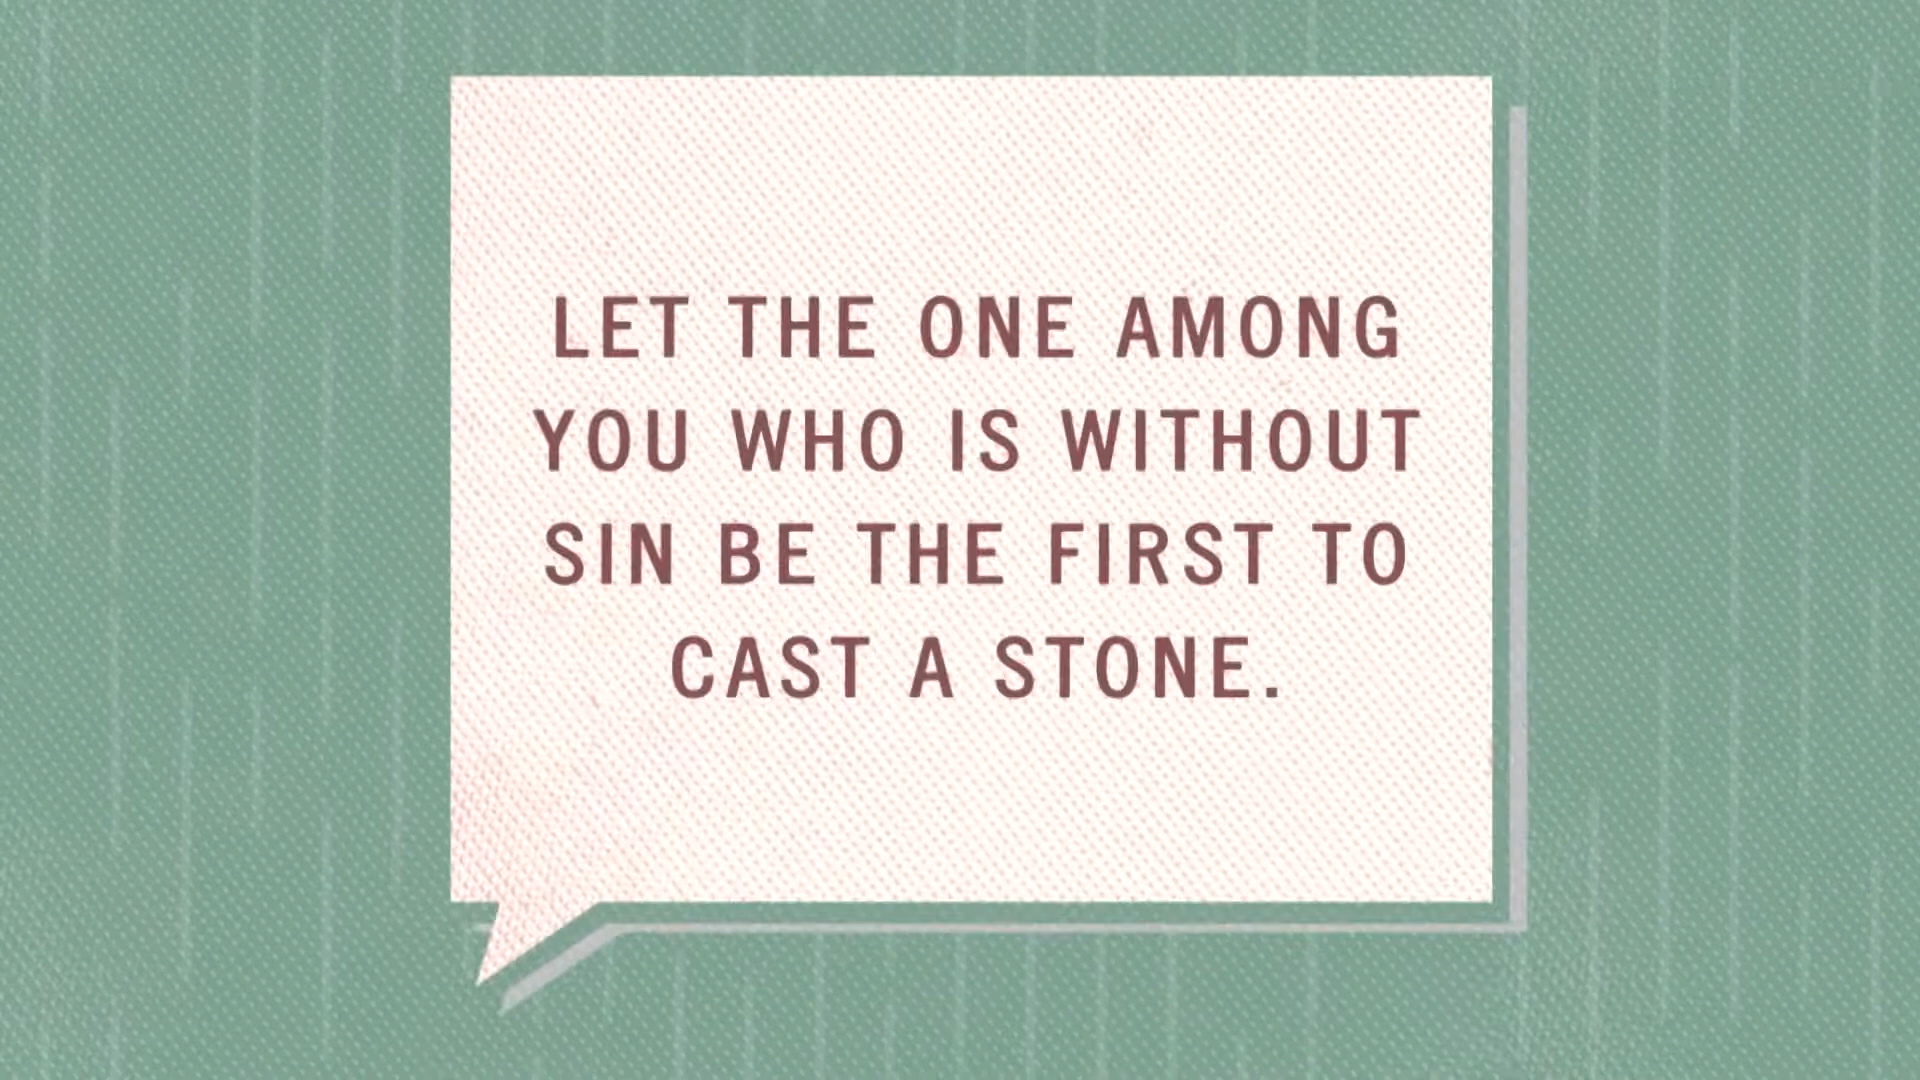 LET THE ONE AMONG
YOU WHO IS WITHOUT
SIN BE THE FIRST TO
CAST A STONE.